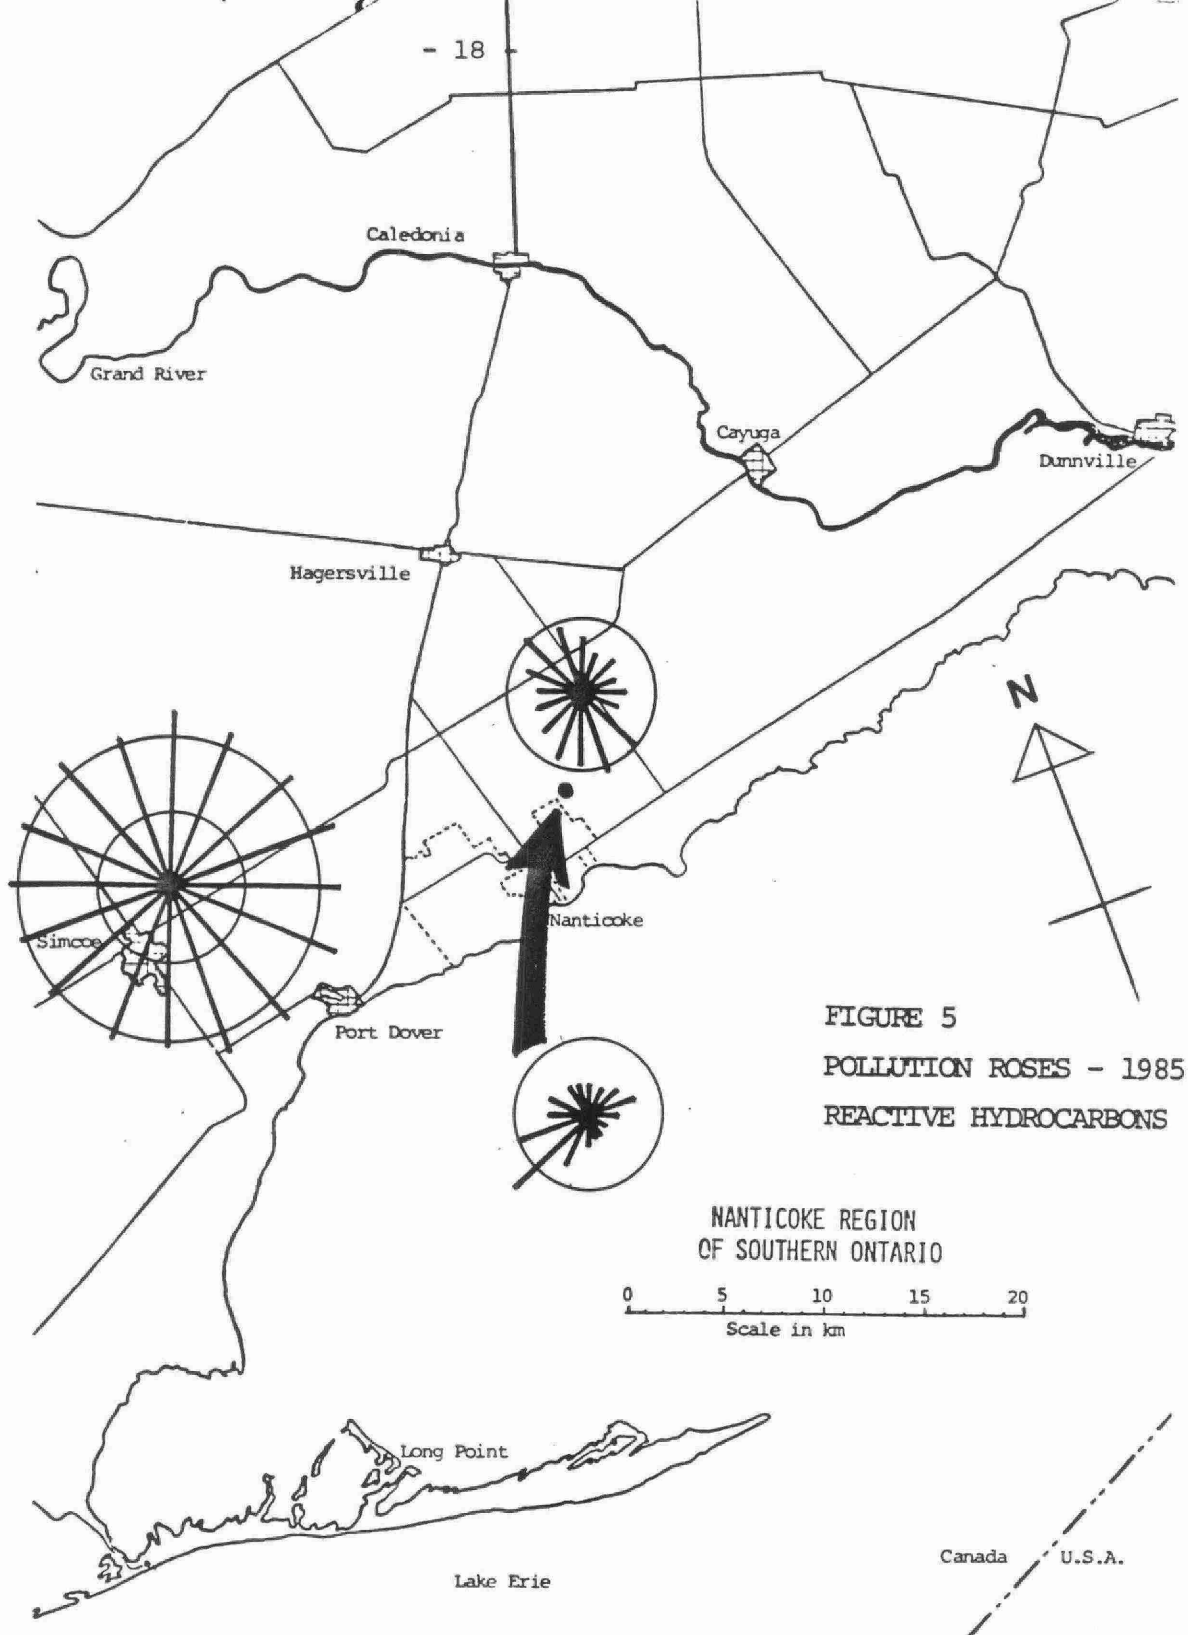 - 18 -
Caledonia
Grand River
Cayuga
Dunnville
Hagersville
N
Simcoe
Nanticoke
Port Dover
FIGURE 5
POLLUTION ROSES - 1985
REACTIVE HYDROCARBONS
NANTICOKE REGION
OF SOUTHERN ONTARIO
0 5 10 15 20
Scale in km
Long Point
Canada U.S.A.
Lake Erie